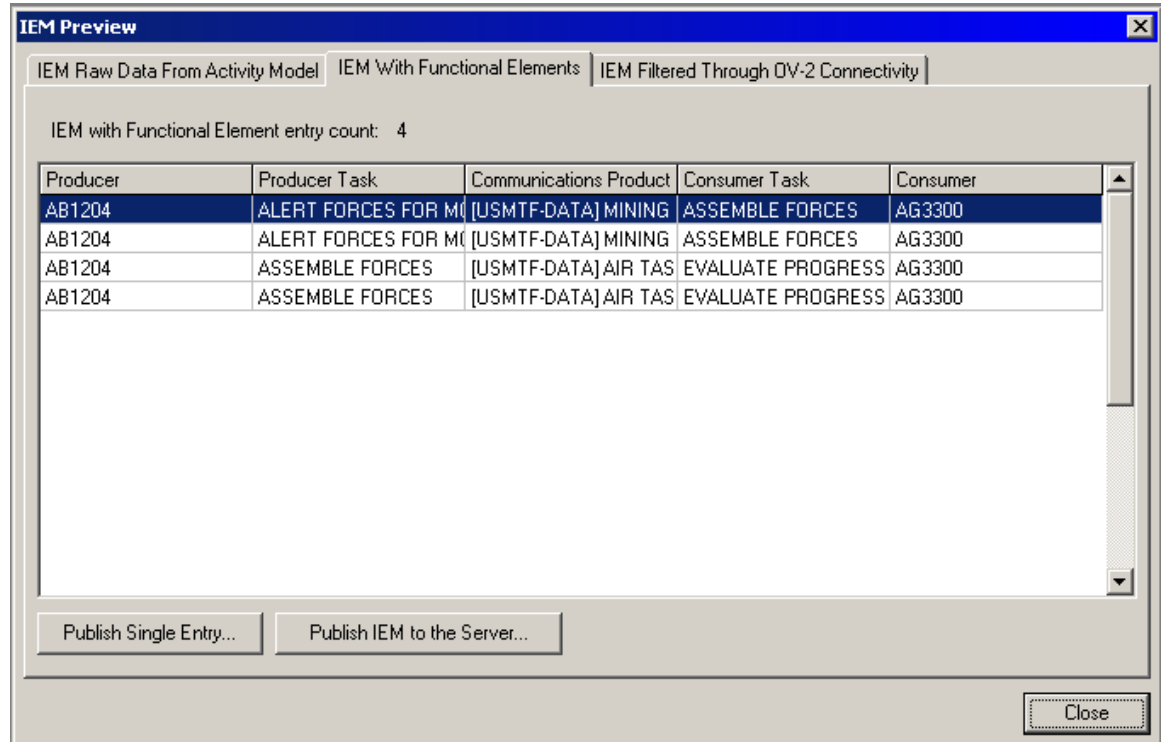 IEM Preview
IEM Raw Data From Activity Model IEM With Functional Elements IEM Filtered Through OV-2 Connectivity
IEM with Functional Element entry count: 4
Producer Producer Task Communications Product Consumer Task Consumer
AB1204 ALERT FORCES FOR [USMTF-DATA] MINING ASSEMBLE FORCES AG3300
AB1204 ALERT FORCES FOR [USMTF-DATA] MINING ASSEMBLE FORCES AG3300
AB1204 ASSEMBLE FORCES [USMTF-DATA] AIR TAS EVALUATE PROGRESS AG3300
AB1204 ASSEMBLE FORCES [USMTF-DATA] AIR TAS EVALUATE PROGRESS AG3300
Publish Single Entry... Publish IEM to the Server...
Close